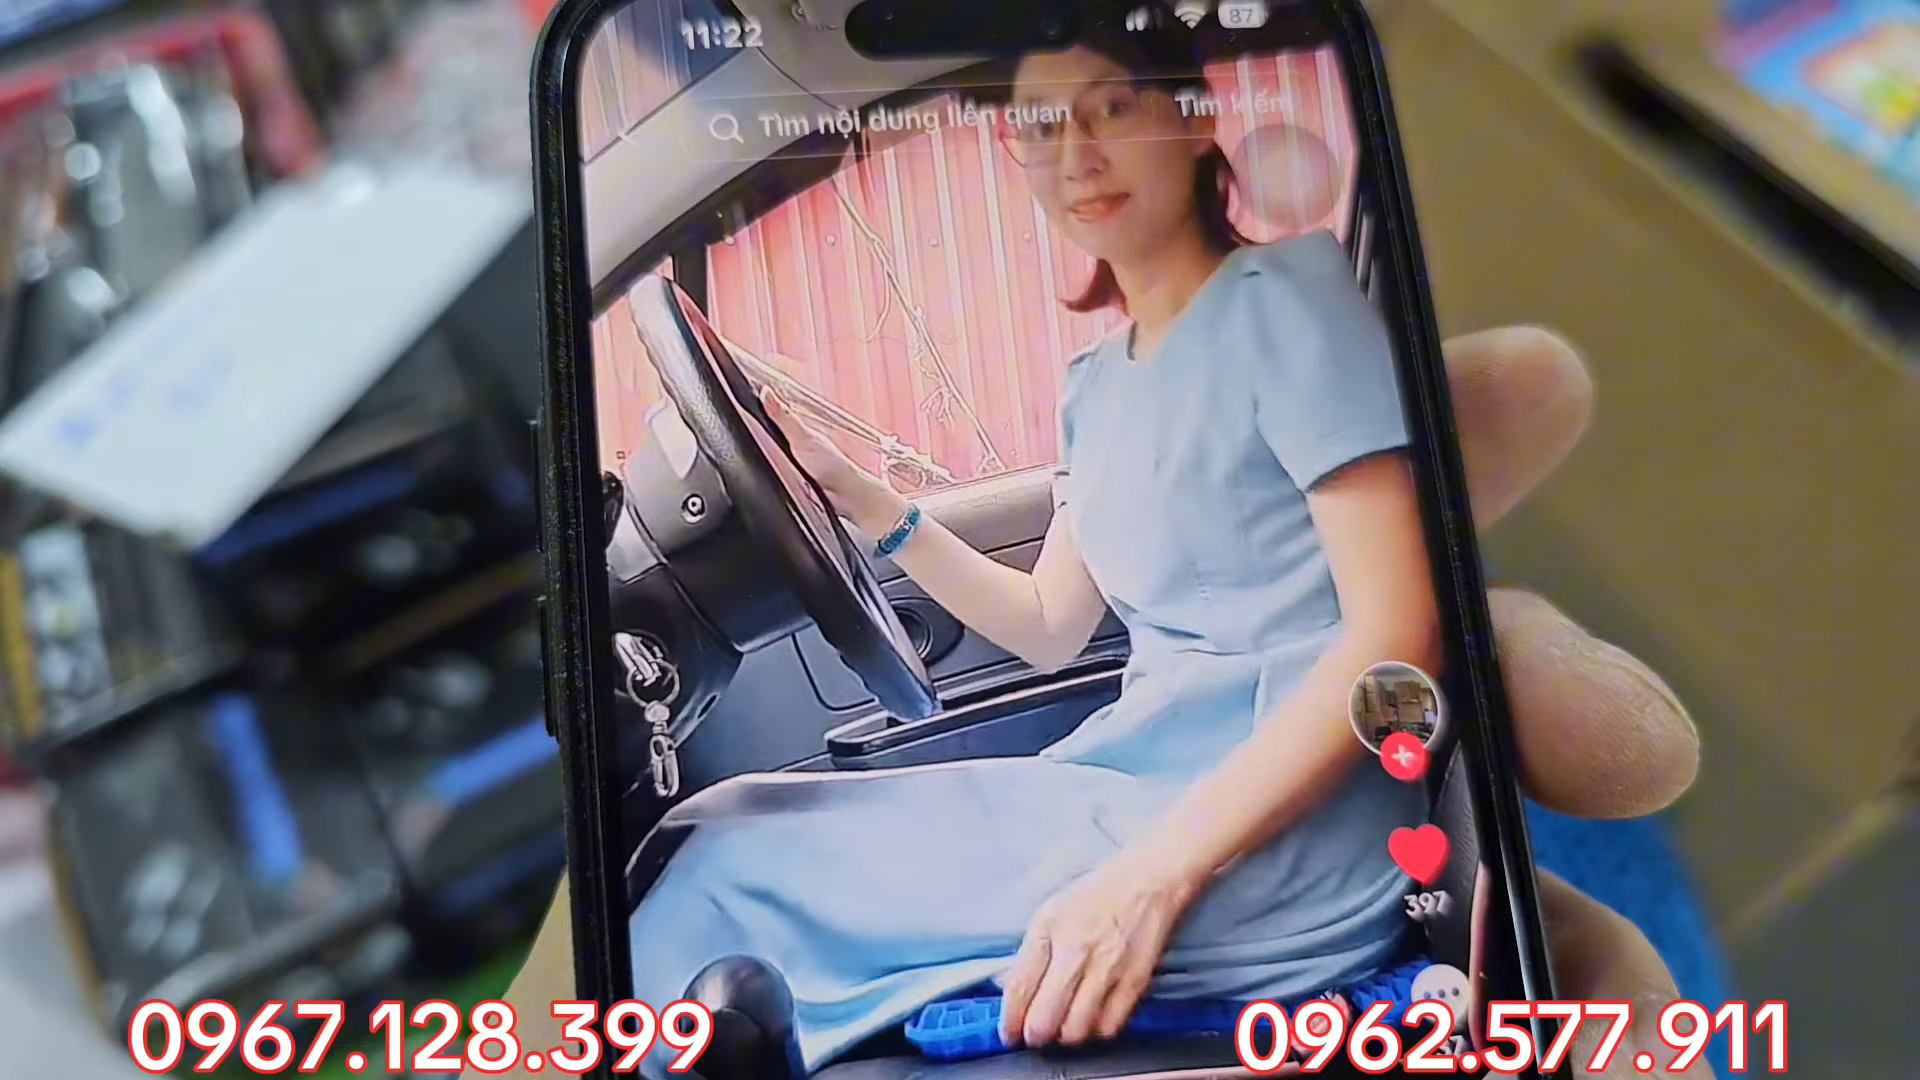 11:22
87
Tìm nội dung liên quan
Tìm kiếm
397
0967.128.399
0962.577.911